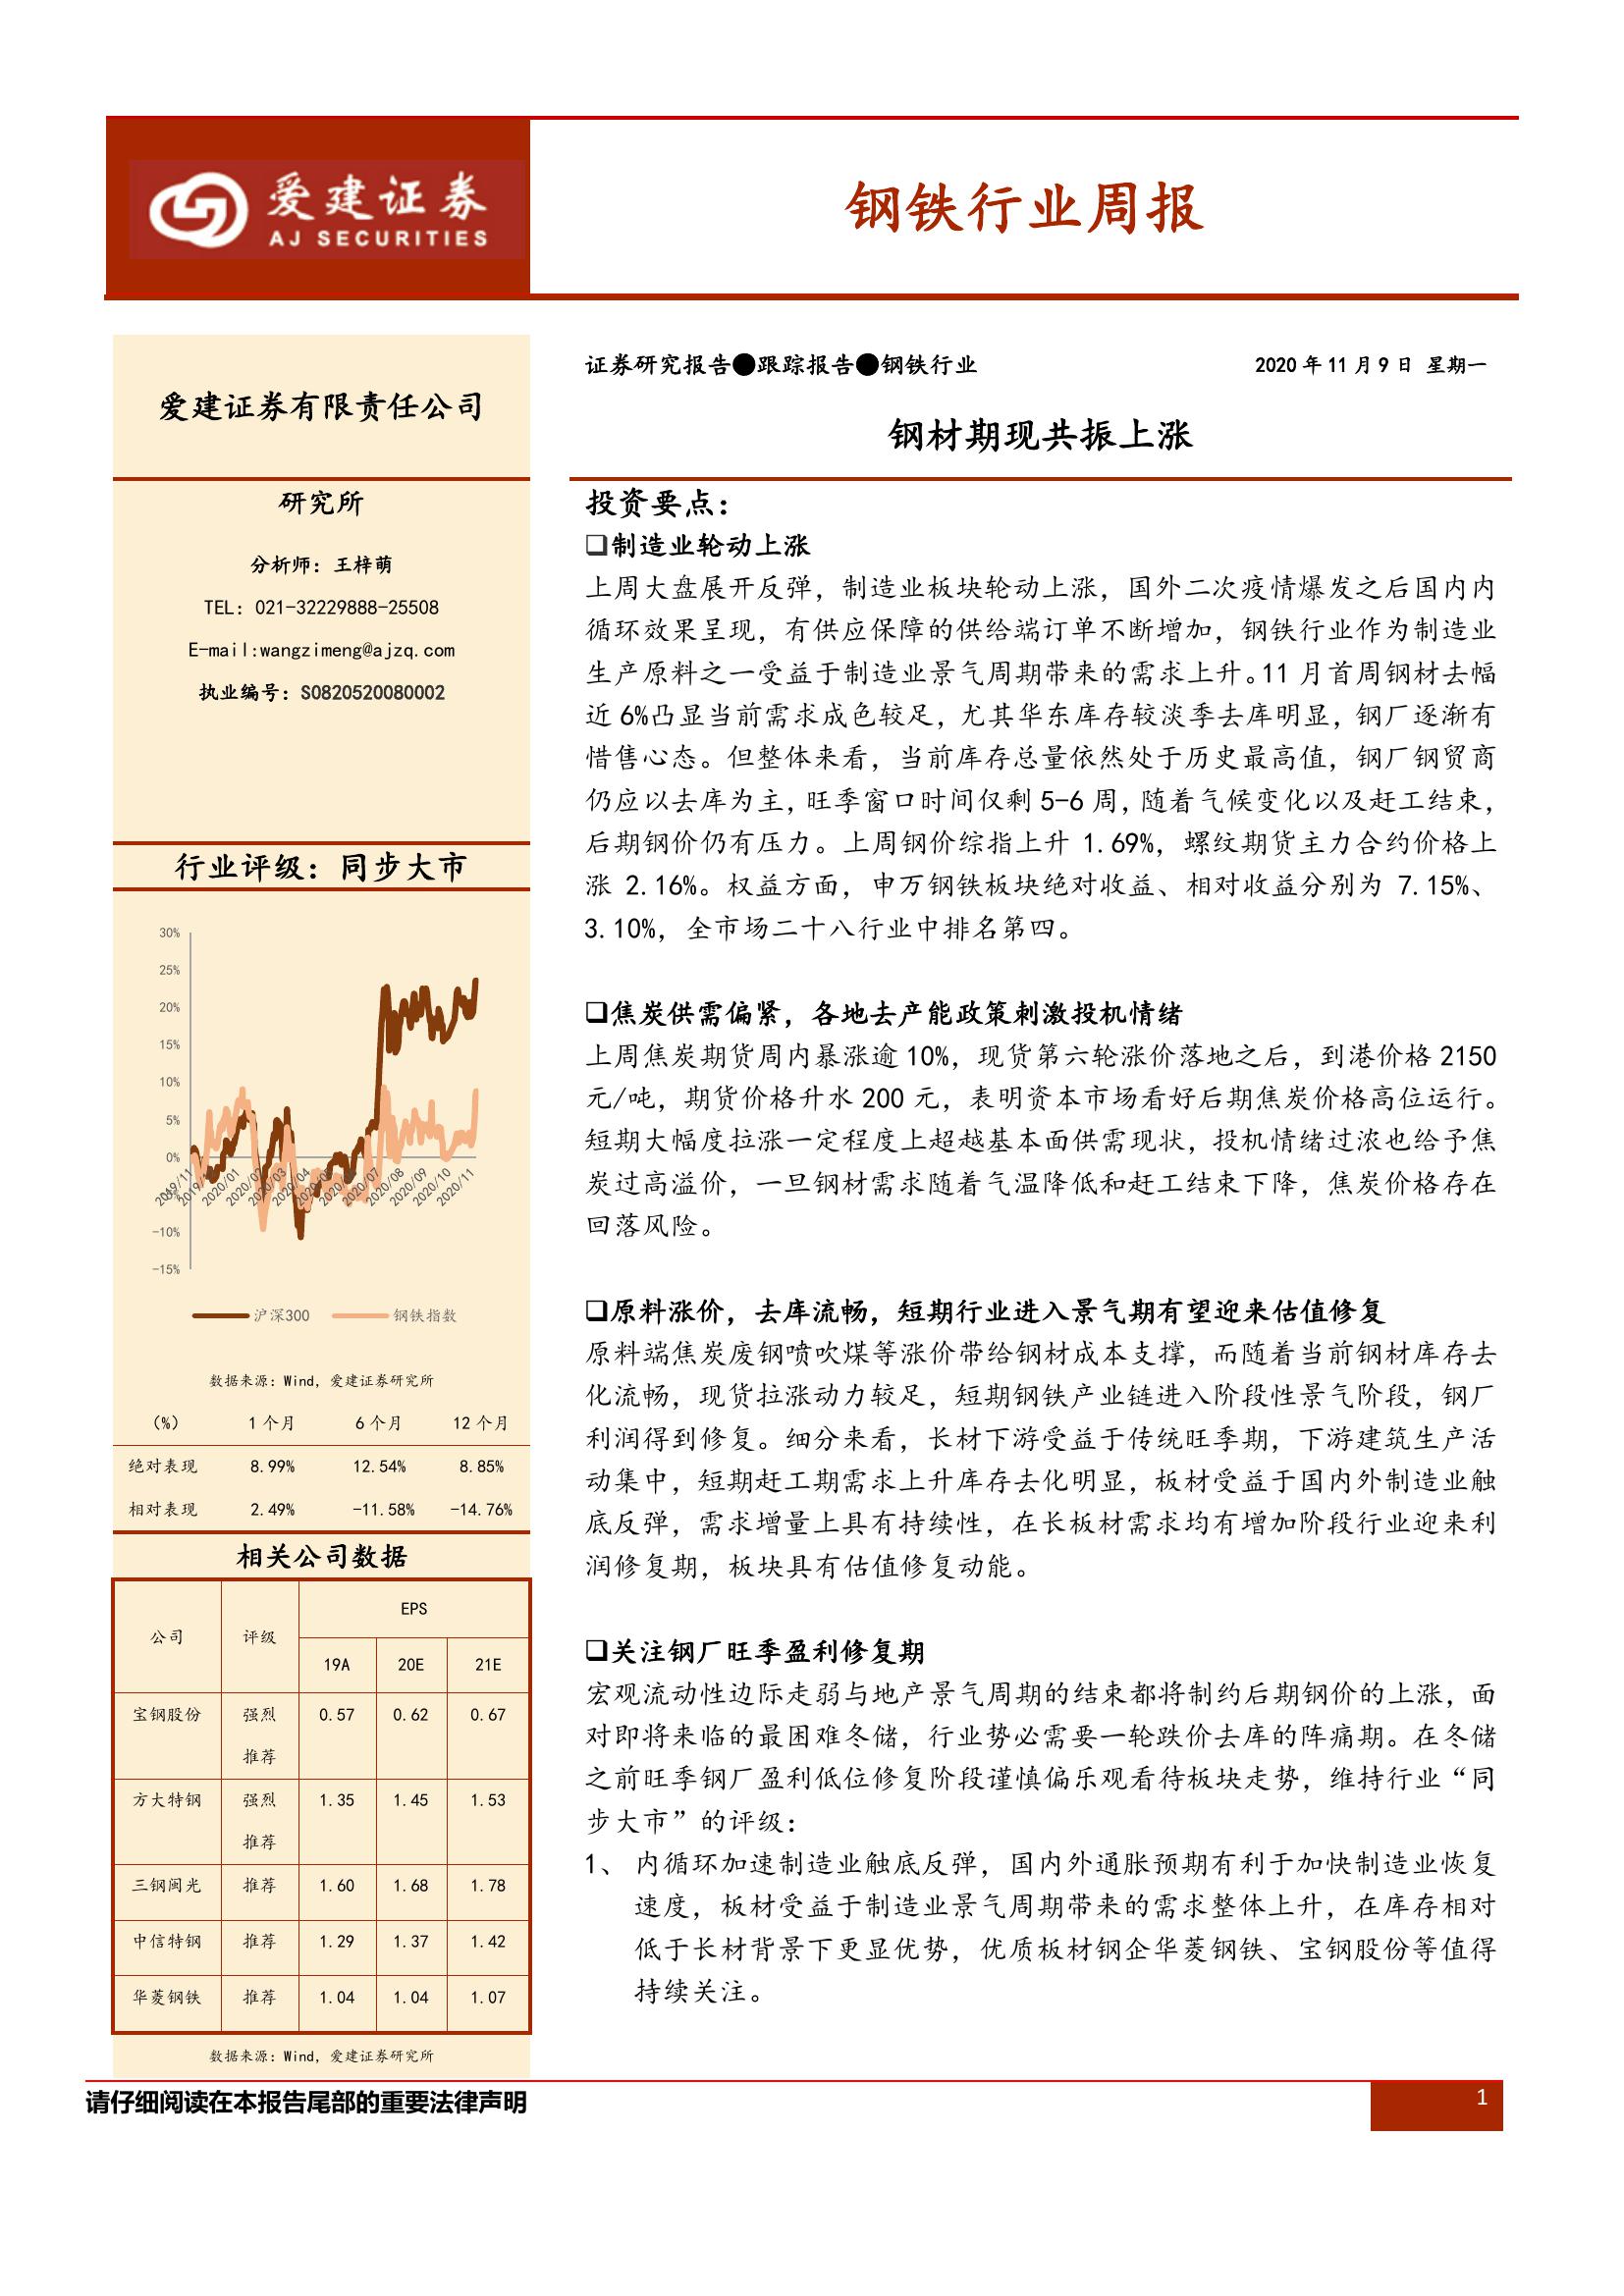 爱建证券
AJ SECURITIES
钢铁行业周报
爱建证券有限责任公司
研究所
分析师：王梓萌
TEL：021-32229888-25508
E-mail:wangzimeng@ajzq.com
执业编号：S0820520080002
行业评级：同步大市
30%
25%
20%
15%
10%
5%
0%
-5%
-10%
-15%
2019/11
2020/01
2020/02
2020/03
2020/04
2020/07
2020/08
2020/09
2020/10
2020/11
沪深300 钢铁指数
数据来源：Wind，爱建证券研究所
（%） 1 个月 6 个月 12 个月
绝对表现 8.99% 12.54% 8.85%
相对表现 2.49% -11.58% -14.76%
相关公司数据
公司 评级 EPS
19A 20E 21E
宝钢股份 强烈 0.57 0.62 0.67
推荐
方大特钢 强烈 1.35 1.45 1.53
推荐
三钢闽光 推荐 1.60 1.68 1.78
中信特钢 推荐 1.29 1.37 1.42
华菱钢铁 推荐 1.04 1.04 1.07
数据来源：Wind，爱建证券研究所
证券研究报告●跟踪报告●钢铁行业 2020 年 11 月 9 日 星期一
钢材期现共振上涨
投资要点：
❑制造业轮动上涨
上周大盘展开反弹，制造业板块轮动上涨，国外二次疫情爆发之后国内内
循环效果呈现，有供应保障的供给端订单不断增加，钢铁行业作为制造业
生产原料之一受益于制造业景气周期带来的需求上升。11 月首周钢材去幅
近 6%凸显当前需求成色较足，尤其华东库存较淡季去库明显，钢厂逐渐有
惜售心态。但整体来看，当前库存总量依然处于历史最高值，钢厂钢贸商
仍应以去库为主，旺季窗口时间仅剩 5-6 周，随着气候变化以及赶工结束，
后期钢价仍有压力。上周钢价综指上升 1.69%，螺纹期货主力合约价格上
涨 2.16%。权益方面，申万钢铁板块绝对收益、相对收益分别为 7.15%、
3.10%，全市场二十八行业中排名第四。
❑焦炭供需偏紧，各地去产能政策刺激投机情绪
上周焦炭期货周内暴涨逾 10%，现货第六轮涨价落地之后，到港价格 2150
元/吨，期货价格升水 200 元，表明资本市场看好后期焦炭价格高位运行。
短期大幅度拉涨一定程度上超越基本面供需现状，投机情绪过浓也给予焦
炭过高溢价，一旦钢材需求随着气温降低和赶工结束下降，焦炭价格存在
回落风险。
❑原料涨价，去库流畅，短期行业进入景气期有望迎来估值修复
原料端焦炭废钢喷吹煤等涨价带给钢材成本支撑，而随着当前钢材库存去
化流畅，现货拉涨动力较足，短期钢铁产业链进入阶段性景气阶段，钢厂
利润得到修复。细分来看，长材下游受益于传统旺季期，下游建筑生产活
动集中，短期赶工期需求上升库存去化明显，板材受益于国内外制造业触
底反弹，需求增量上具有持续性，在长板材需求均有增加阶段行业迎来利
润修复期，板块具有估值修复动能。
❑关注钢厂旺季盈利修复期
宏观流动性边际走弱与地产景气周期的结束都将制约后期钢价的上涨，面
对即将来临的最困难冬储，行业势必需要一轮跌价去库的阵痛期。在冬储
之前旺季钢厂盈利低位修复阶段谨慎偏乐观看待板块走势，维持行业“同
步大市”的评级：
1、 内循环加速制造业触底反弹，国内外通胀预期有利于加快制造业恢复
速度，板材受益于制造业景气周期带来的需求整体上升，在库存相对
低于长材背景下更显优势，优质板材钢企华菱钢铁、宝钢股份等值得
持续关注。
请仔细阅读在本报告尾部的重要法律声明 1